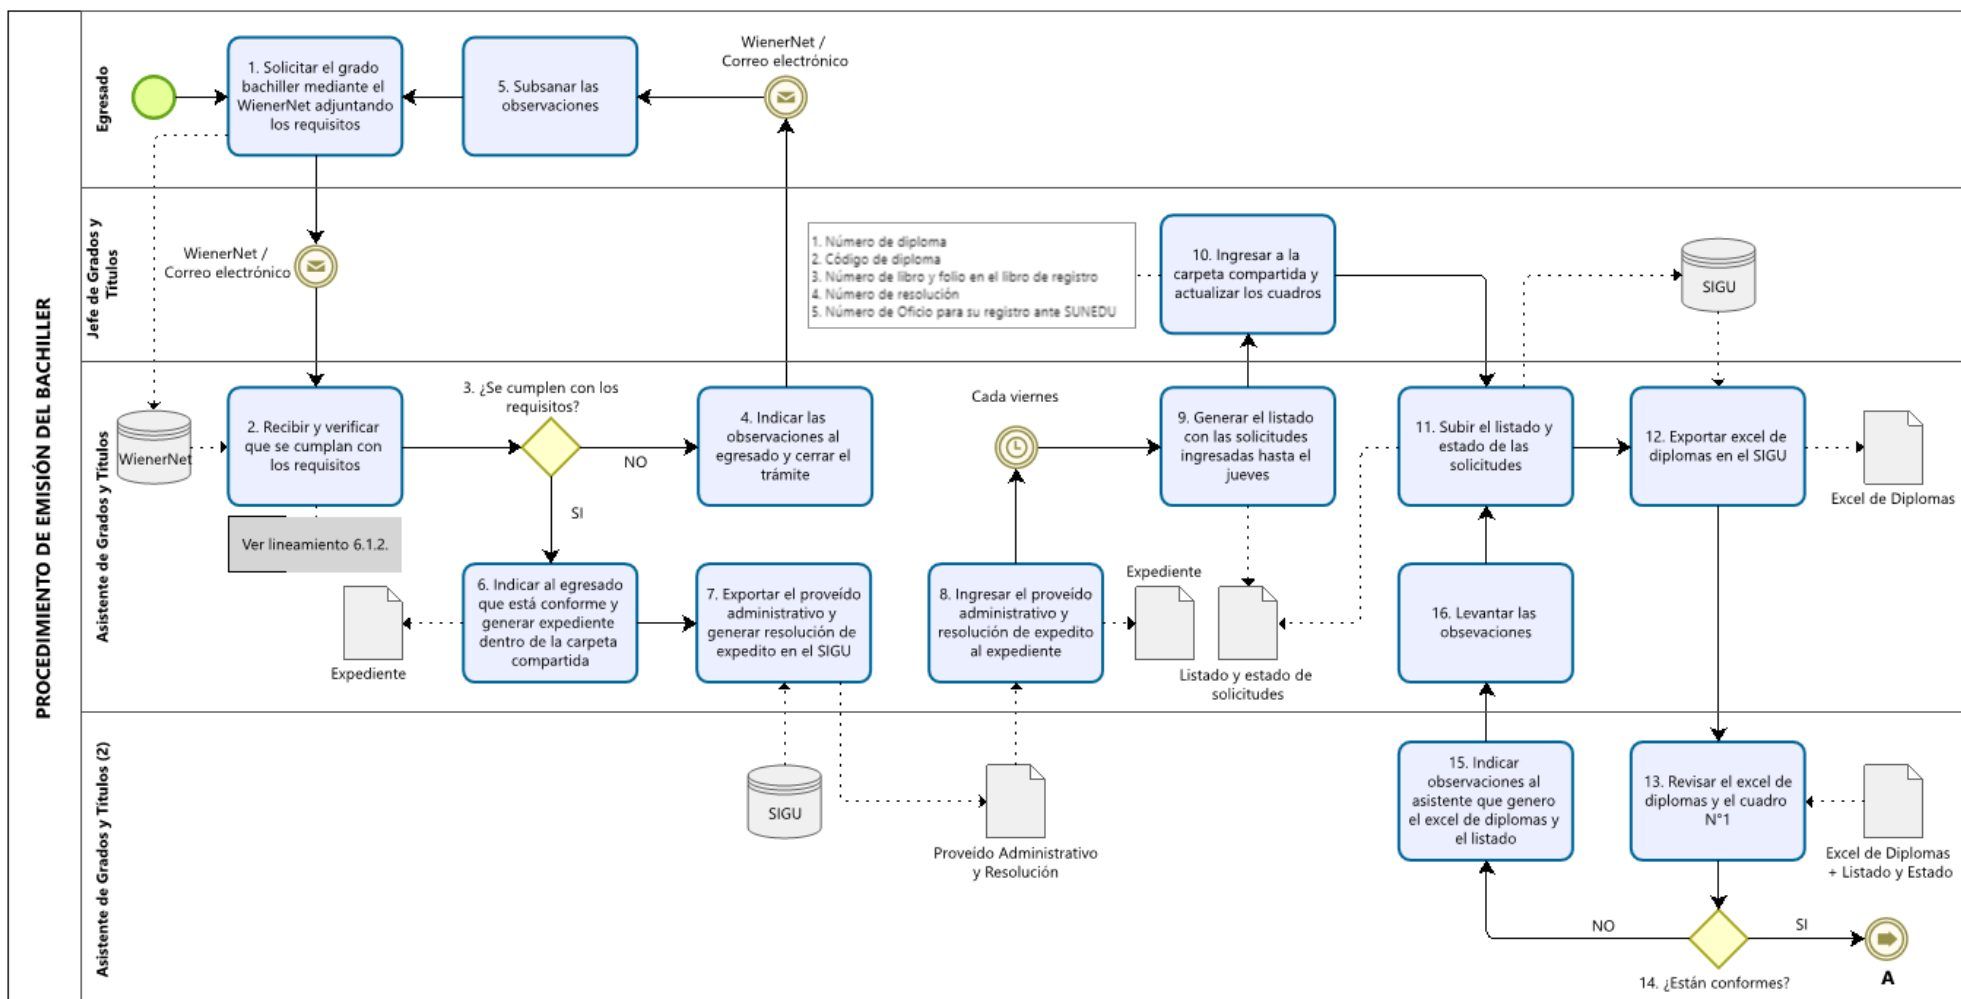 PROCEDIMIENTO DE EMISIÓN DEL BACHILLER
Egresado
1. Solicitar el grado
bachiller mediante el
WienerNet adjuntando
los requisitos
5. Subsanar las
observaciones
WienerNet /
Correo electrónico
Jefe de Grados y
Títulos
WienerNet /
Correo electrónico
1. Número de diploma
2. Código de diploma
3. Número de libro y folio en el libro de registro
4. Número de resolución
5. Número de Oficio para su registro ante SUNEDU
10. Ingresar a la
carpeta compartida y
actualizar los cuadros
SIGU
Asistente de Grados y Títulos
WienerNet
2. Recibir y verificar
que se cumplan con
los requisitos
Ver lineamiento 6.1.2.
3. ¿Se cumplen con los
requisitos?
NO
SI
4. Indicar las
observaciones al
egresado y cerrar el
trámite
Cada viernes
9. Generar el listado
con las solicitudes
ingresadas hasta el
jueves
11. Subir el listado y
estado de las
solicitudes
12. Exportar excel de
diplomas en el SIGU
Excel de Diplomas
Expediente
6. Indicar al egresado
que está conforme y
generar expediente
dentro de la carpeta
compartida
7. Exportar el proveído
administrativo y
generar resolución de
expedito en el SIGU
8. Ingresar el proveído
administrativo y
resolución de expedito
al expediente
Expediente
Listado y estado de
solicitudes
16. Levantar las
obsevaciones
Asistente de Grados y Títulos (2)
SIGU
Proveído Administrativo
y Resolución
15. Indicar
observaciones al
asistente que genero
el excel de diplomas y
el listado
13. Revisar el excel de
diplomas y el cuadro
N°1
Excel de Diplomas
+ Listado y Estado
NO
SI
14. ¿Están conformes?
A